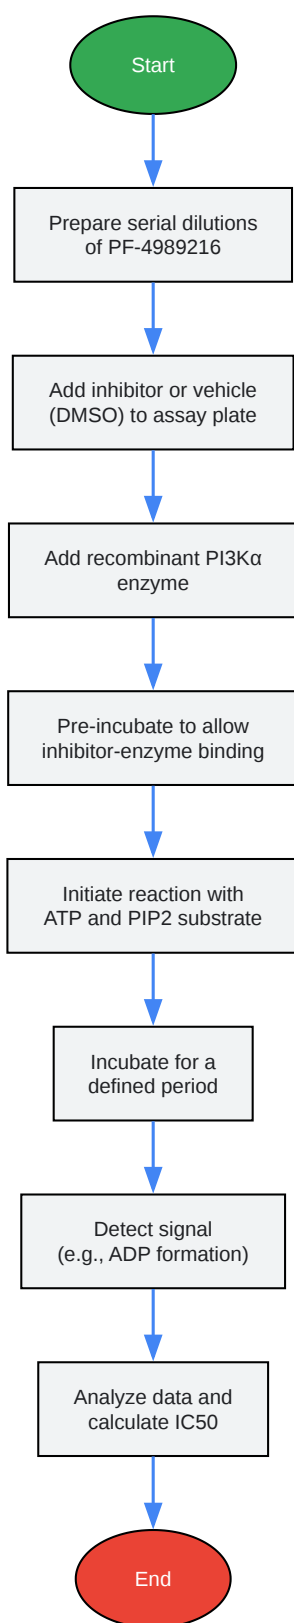 Start
Prepare serial dilutions
of PF-4989216
Add inhibitor or vehicle
(DMSO) to assay plate
Add recombinant PI3Kα
enzyme
Pre-incubate to allow
inhibitor-enzyme binding
Initiate reaction with
ATP and PIP2 substrate
Incubate for a
defined period
Detect signal
(e.g., ADP formation)
Analyze data and
calculate IC50
End